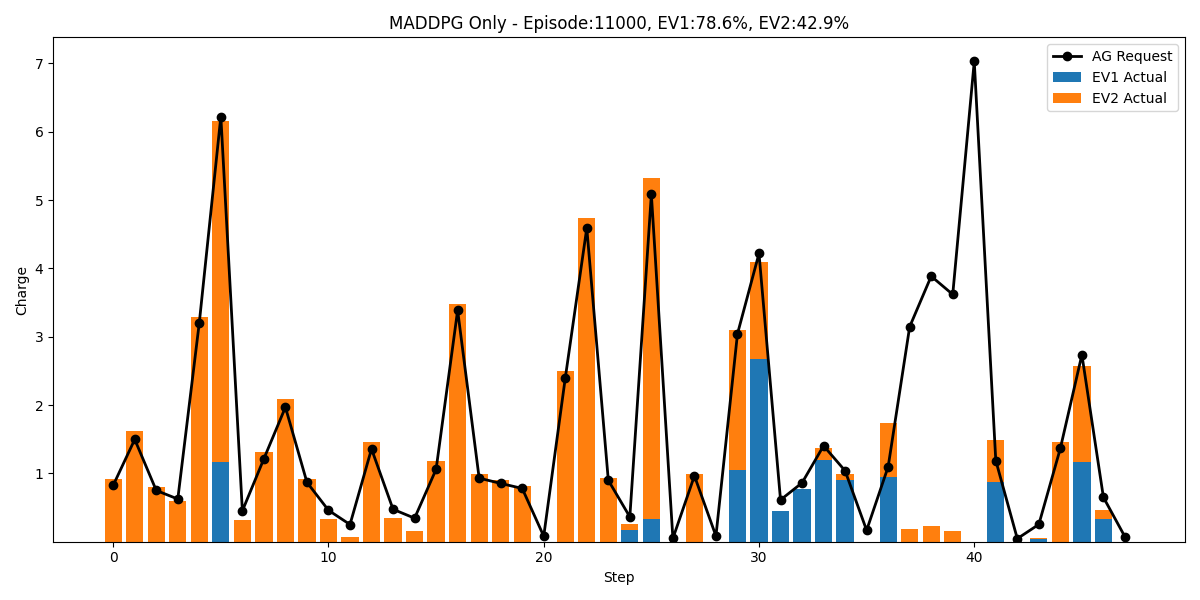 MADDPG Only - Episode:11000, EV1:78.6%, EV2:42.9%
AG Request
EV1 Actual
EV2 Actual
7
6
5
4
3
2
1
Charge
0 10 20 30 40
Step